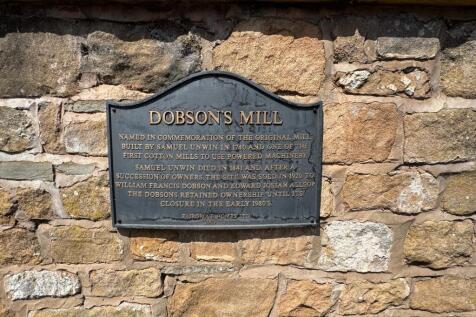 DOBSON'S MILL
NAMED IN COMMEMORATION OF THE ORIGINAL MILL
BUILT BY SAMUEL UNWIN IN 1780 AND ONE OF THE
FIRST COTTON MILLS TO USE POWERED MACHINERY.
SAMUEL UNWIN DIED IN 1841 AND, AFTER A
SUCCESSION OF OWNERS, THE SITE WAS SOLD IN 1920 TO
WILLIAM FRANCIS DOBSON AND EDWARD JOSIAH ALLSOP
THE DOBSONS RETAINED OWNERSHIP UNTIL ITS
CLOSURE IN THE EARLY 1980'S.